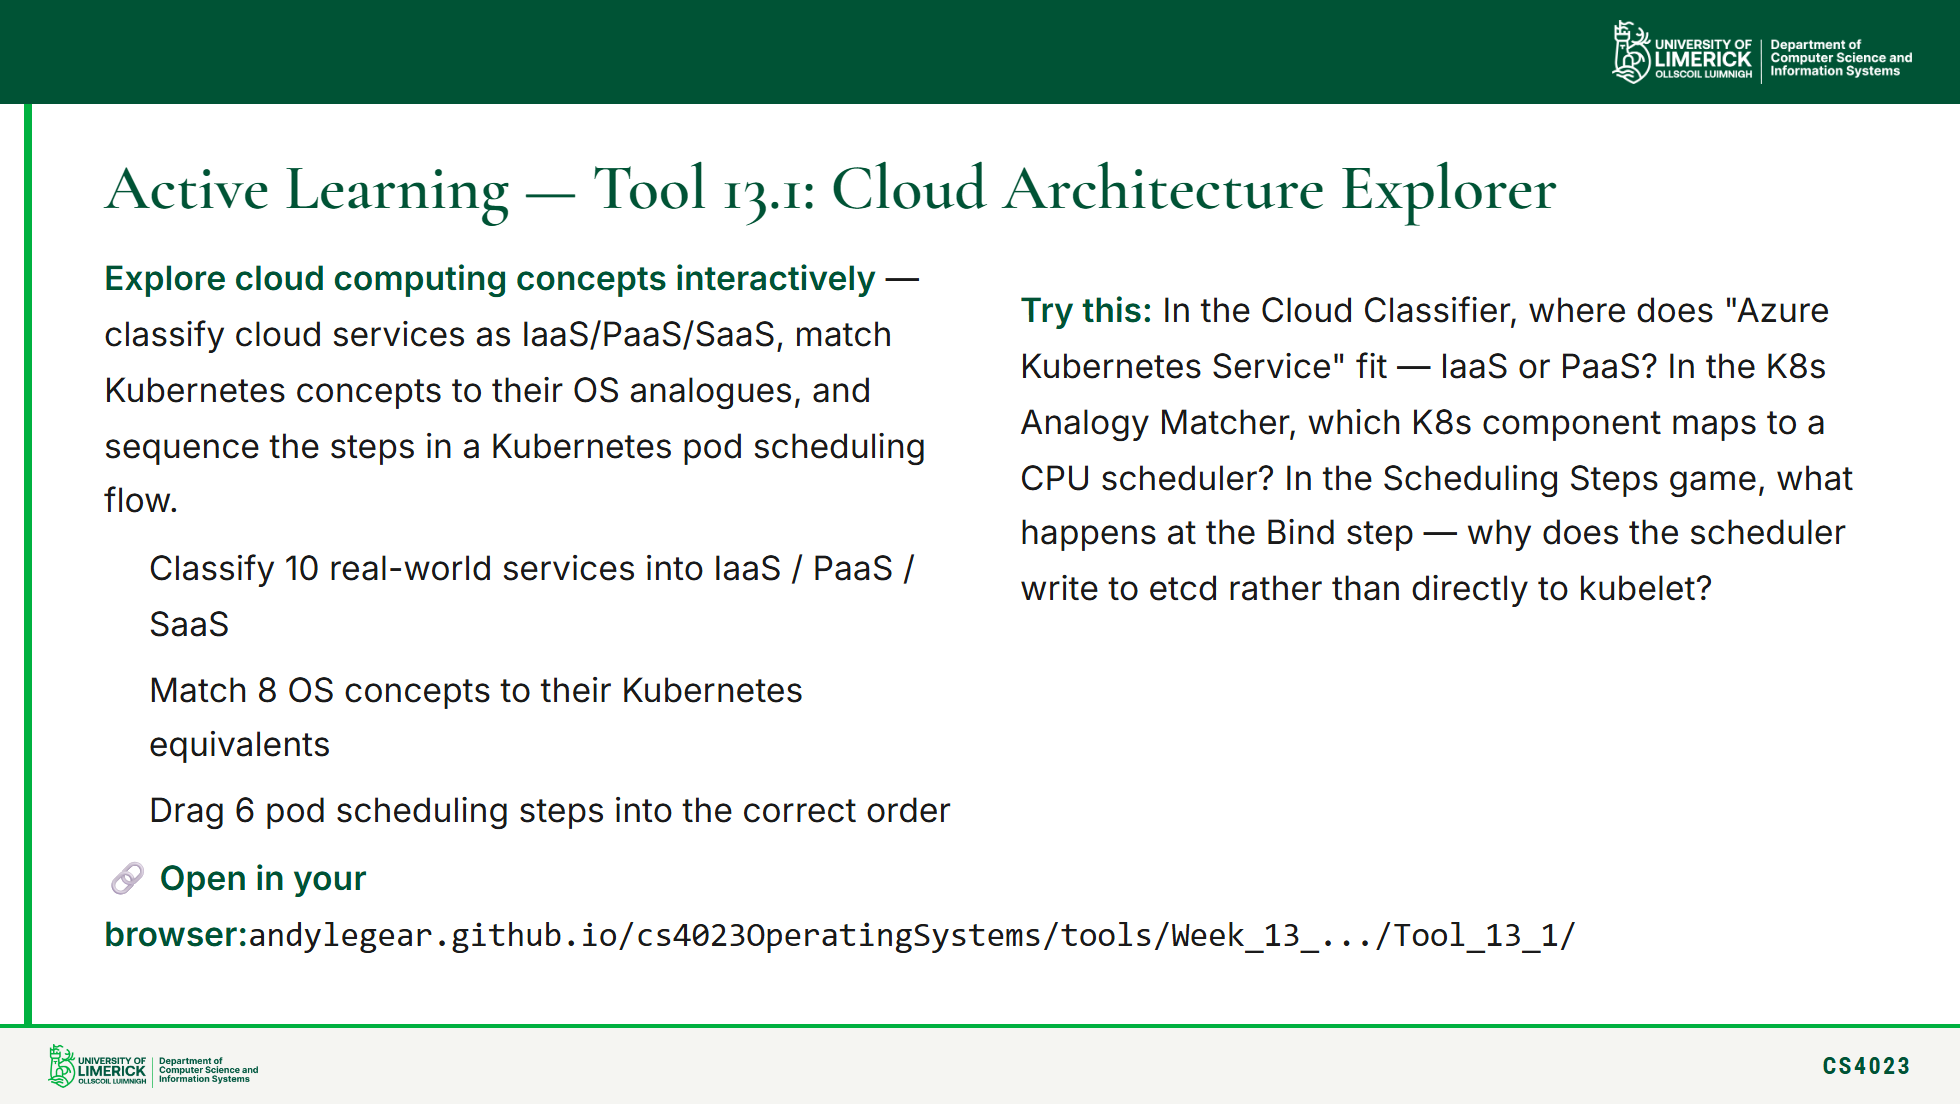 UNIVERSITY OF
LIMERICK
OLLSCOIL LUIMNIGH
Department of
Computer Science and
Information Systems
Active Learning — Tool 13.1: Cloud Architecture Explorer
Explore cloud computing concepts interactively —
classify cloud services as IaaS/PaaS/SaaS, match
Kubernetes concepts to their OS analogues, and
sequence the steps in a Kubernetes pod scheduling
flow.
Classify 10 real-world services into IaaS / PaaS /
SaaS
Match 8 OS concepts to their Kubernetes
equivalents
Drag 6 pod scheduling steps into the correct order
Try this: In the Cloud Classifier, where does "Azure
Kubernetes Service" fit — IaaS or PaaS? In the K8s
Analogy Matcher, which K8s component maps to a
CPU scheduler? In the Scheduling Steps game, what
happens at the Bind step — why does the scheduler
write to etcd rather than directly to kubelet?
🔗 Open in your
browser:andylegear.github.io/cs4023OperatingSystems/tools/Week_13_.../Tool_13_1/
UNIVERSITY OF
LIMERICK
OLLSCOIL LUIMNIGH
Department of
Computer Science and
Information Systems
CS4023